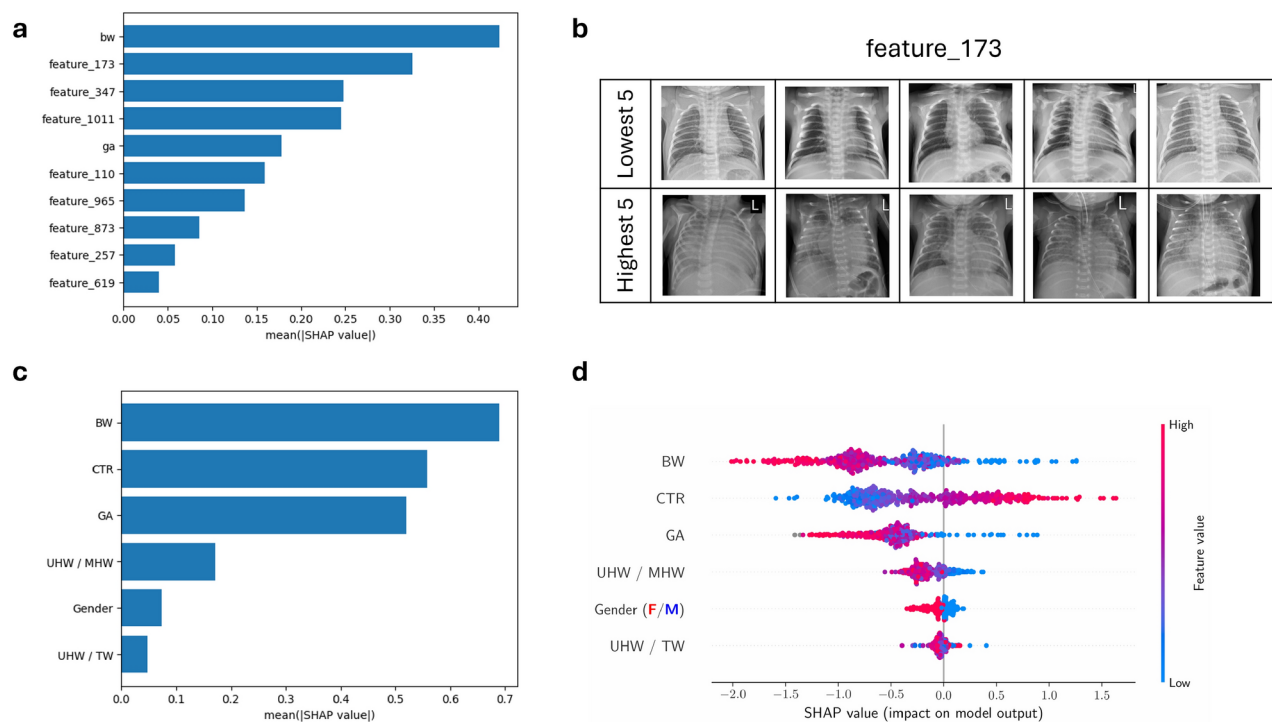 a
bw
feature_173
feature_347
feature_1011
ga
feature_110
feature_965
feature_873
feature_257
feature_619
0.00 0.05 0.10 0.15 0.20 0.25 0.30 0.35 0.40
mean(|SHAP value|)
b
feature_173
Lowest 5
L
Highest 5
L L L L
c
BW
CTR
GA
UHW / MHW
Gender
UHW / TW
0.0 0.1 0.2 0.3 0.4 0.5 0.6 0.7
mean(|SHAP value|)
d
High
BW
CTR
GA
UHW / MHW
Gender (F/M)
UHW / TW
Feature value
Low
−2.0 −1.5 −1.0 −0.5 0.0 0.5 1.0 1.5
SHAP value (impact on model output)